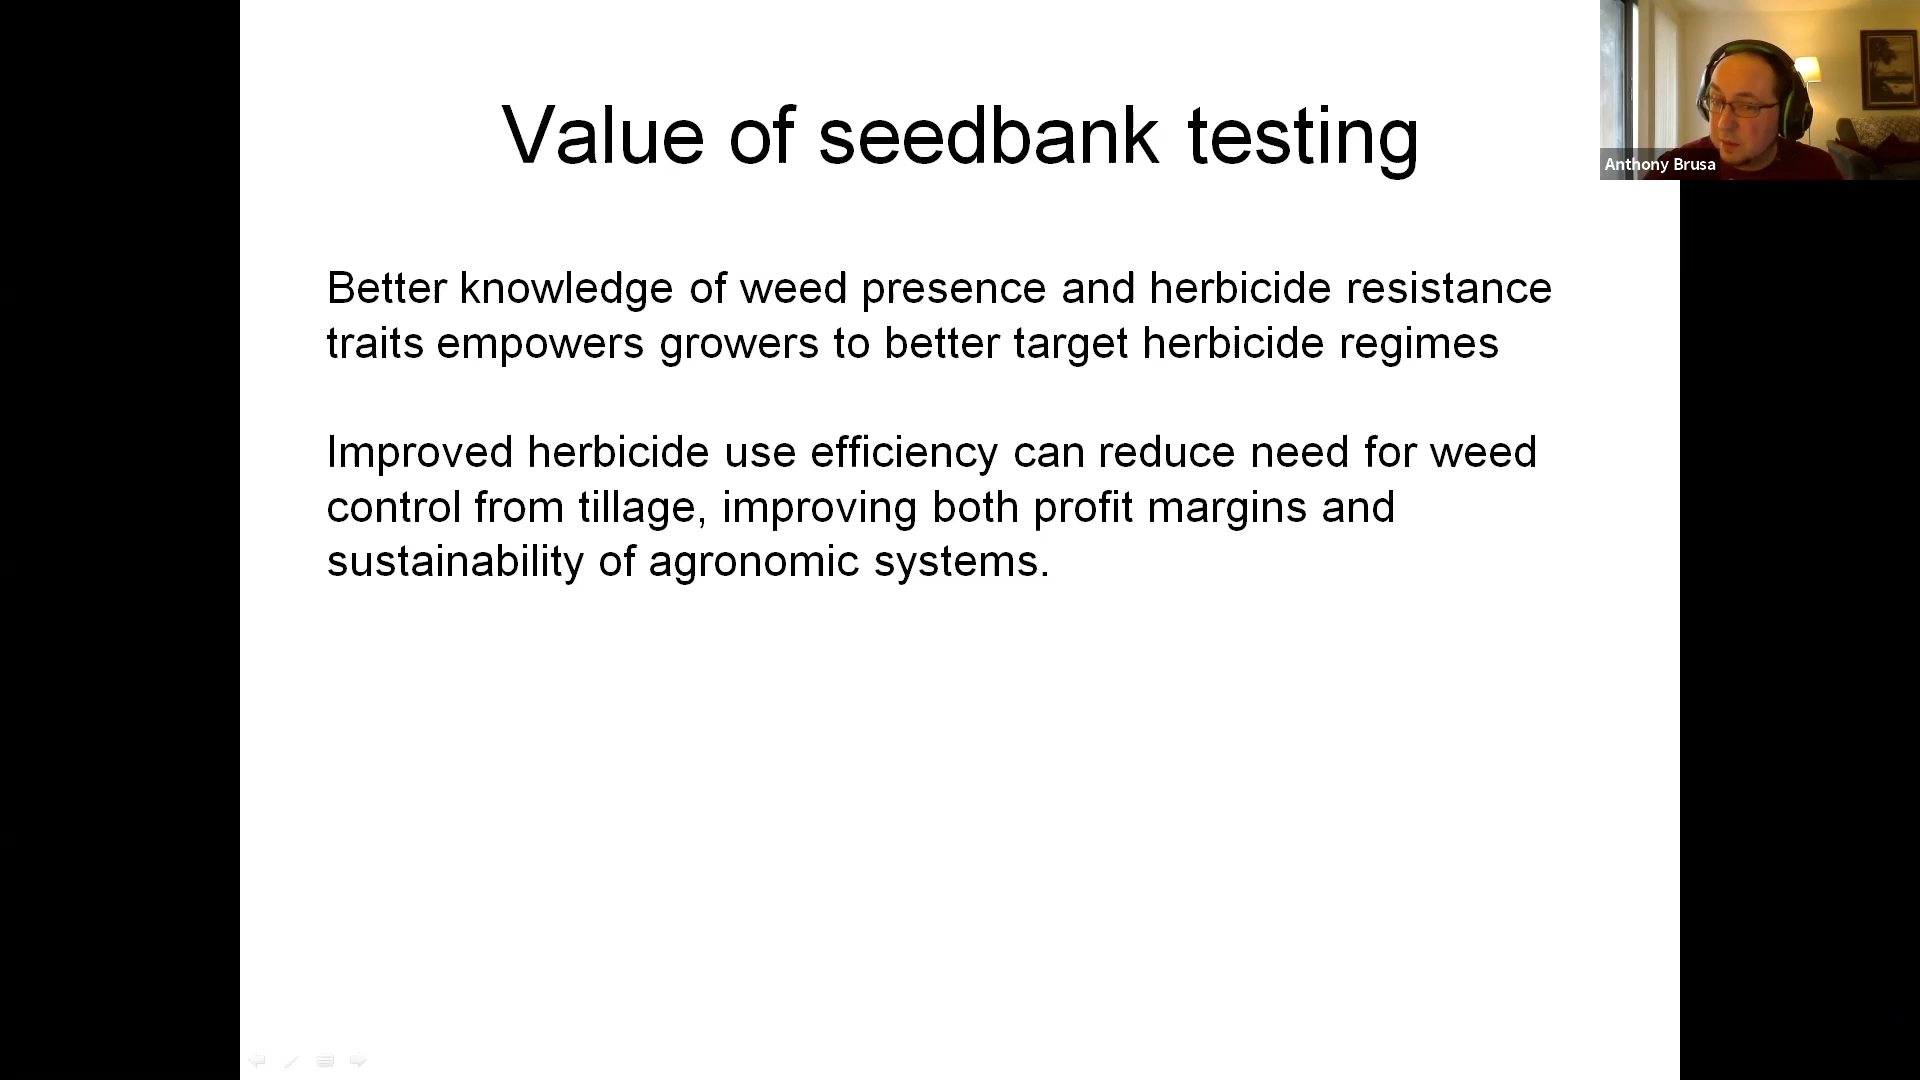 Value of seedbank testing
Anthony Brusa
Better knowledge of weed presence and herbicide resistance
traits empowers growers to better target herbicide regimes
Improved herbicide use efficiency can reduce need for weed
control from tillage, improving both profit margins and
sustainability of agronomic systems.